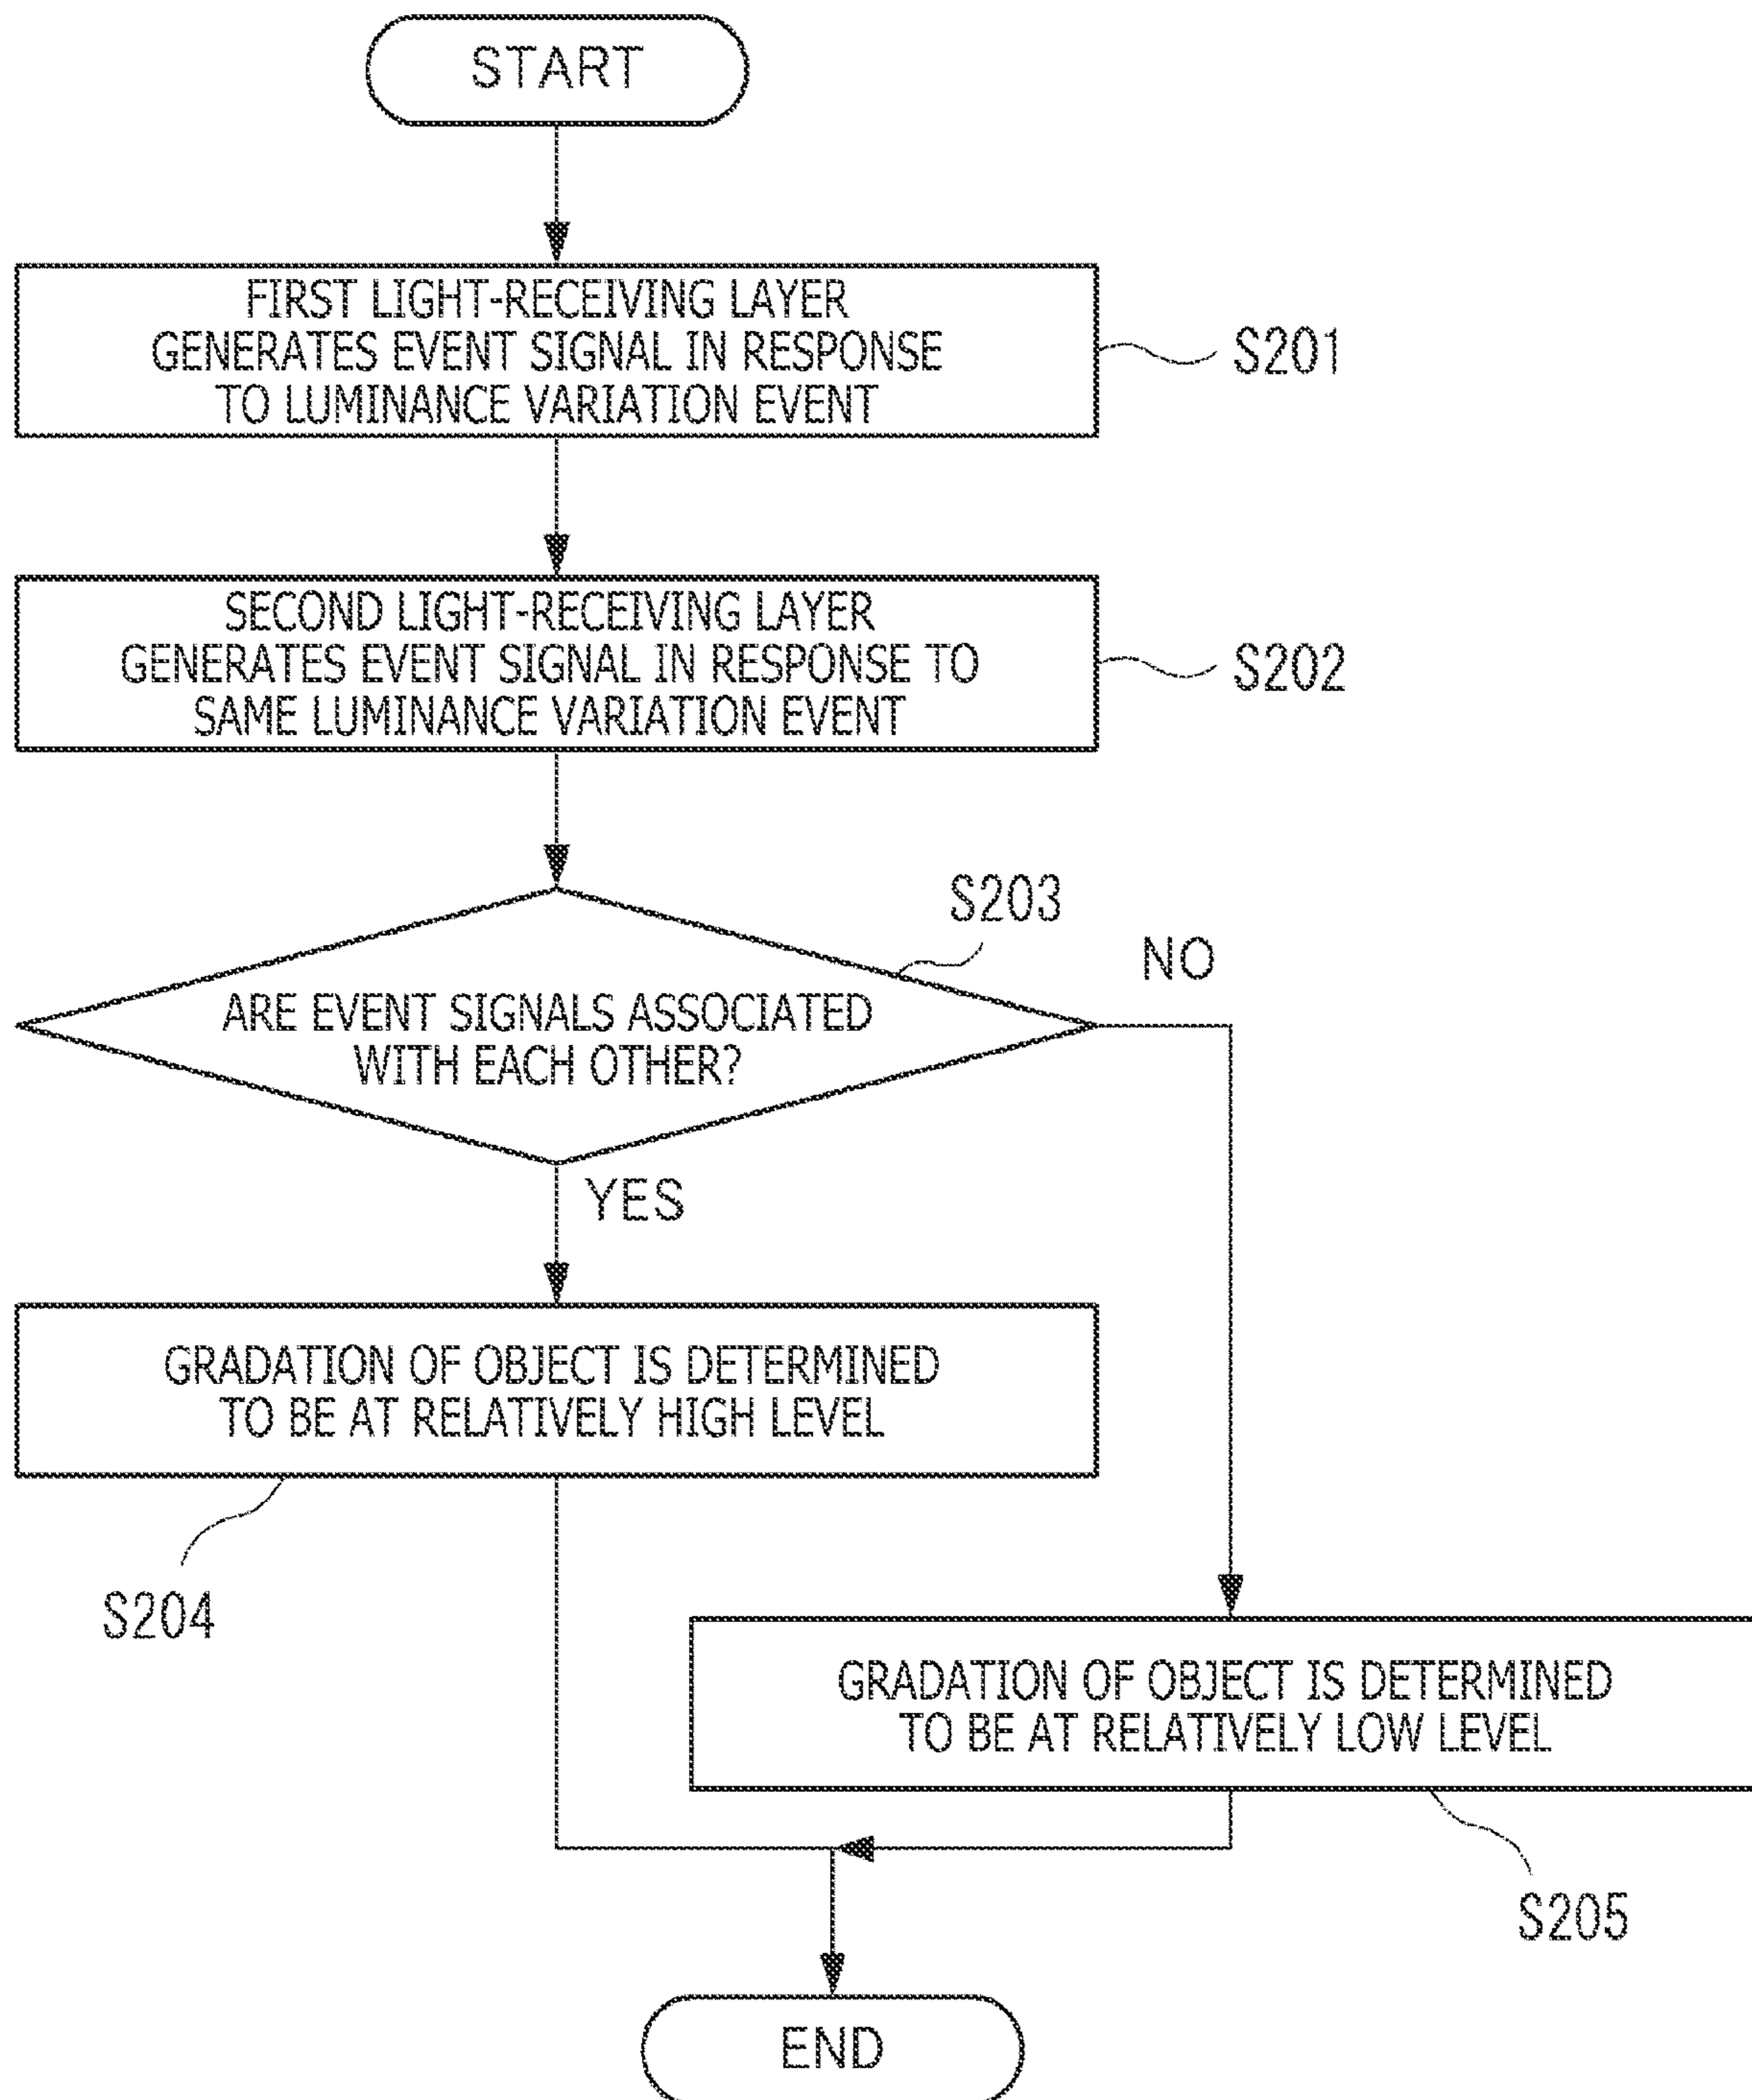 START
FIRST LIGHT-RECEIVING LAYER
GENERATES EVENT SIGNAL IN RESPONSE
TO LUMINANCE VARIATION EVENT
S201
SECOND LIGHT-RECEIVING LAYER
GENERATES EVENT SIGNAL IN RESPONSE TO
SAME LUMINANCE VARIATION EVENT
S202
S203
NO
ARE EVENT SIGNALS ASSOCIATED
WITH EACH OTHER?
YES
GRADATION OF OBJECT IS DETERMINED
TO BE AT RELATIVELY HIGH LEVEL
S204
GRADATION OF OBJECT IS DETERMINED
TO BE AT RELATIVELY LOW LEVEL
S205
END